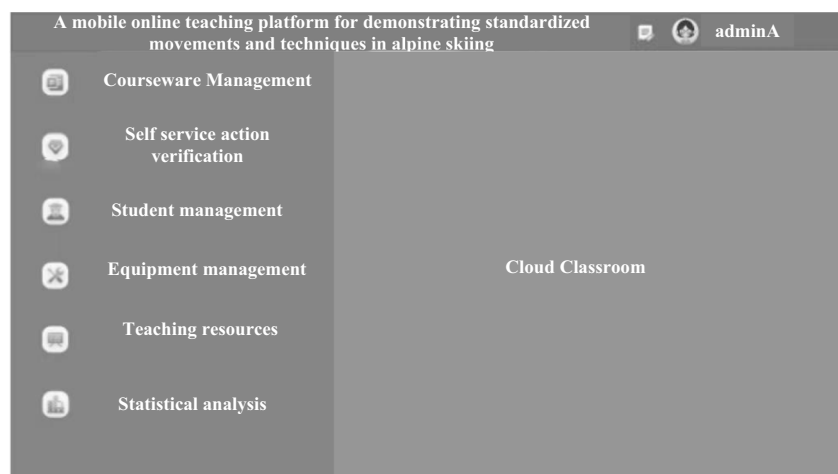 A mobile online teaching platform for demonstrating standardized
movements and techniques in alpine skiing
adminA
Courseware Management
Self service action
verification
Student management
Equipment management
Cloud Classroom
Teaching resources
Statistical analysis